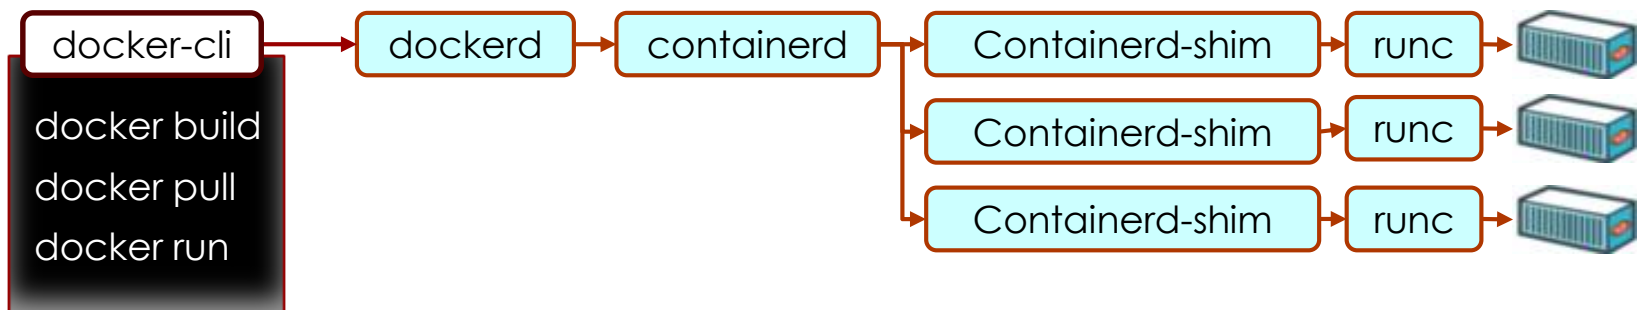 docker-cli
dockerd
containerd
Containerd-shim
runc
docker build
Containerd-shim
runc
docker pull
docker run
Containerd-shim
runc